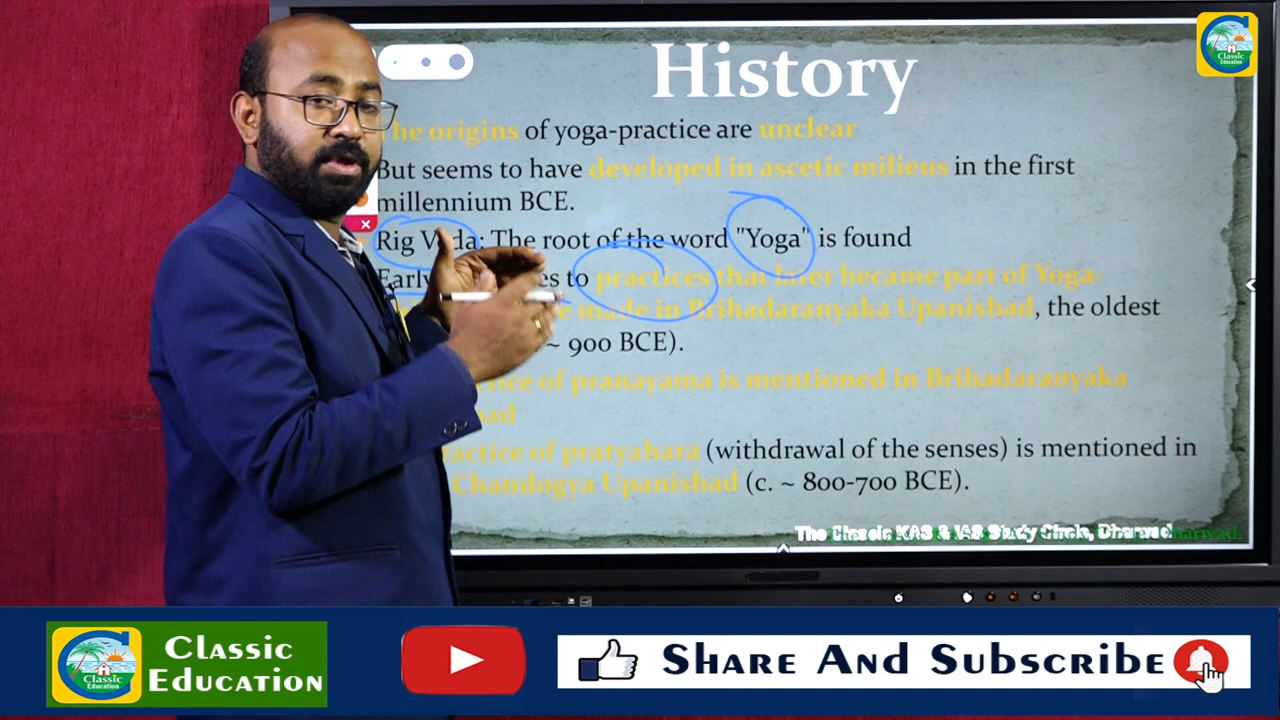 History
The origins of yoga-practice are unclear
But seems to have developed in ascetic milieus in the first
millennium BCE.
Rig Veda: The root of the word "Yoga" is found
Early to practices that later became part of Yoga-
made in Brihadaranyaka Upanishad, the oldest
~ 900 BCE).
of pranayama is mentioned in Brihadaranyaka
of pratyahara (withdrawal of the senses) is mentioned in
Chandogya Upanishad (c. ~ 800-700 BCE).
The Classic KAS & IAS Study Circle, Dharwad
Classic
Education
Classic
Education
Classic
Education
Share And Subscribe